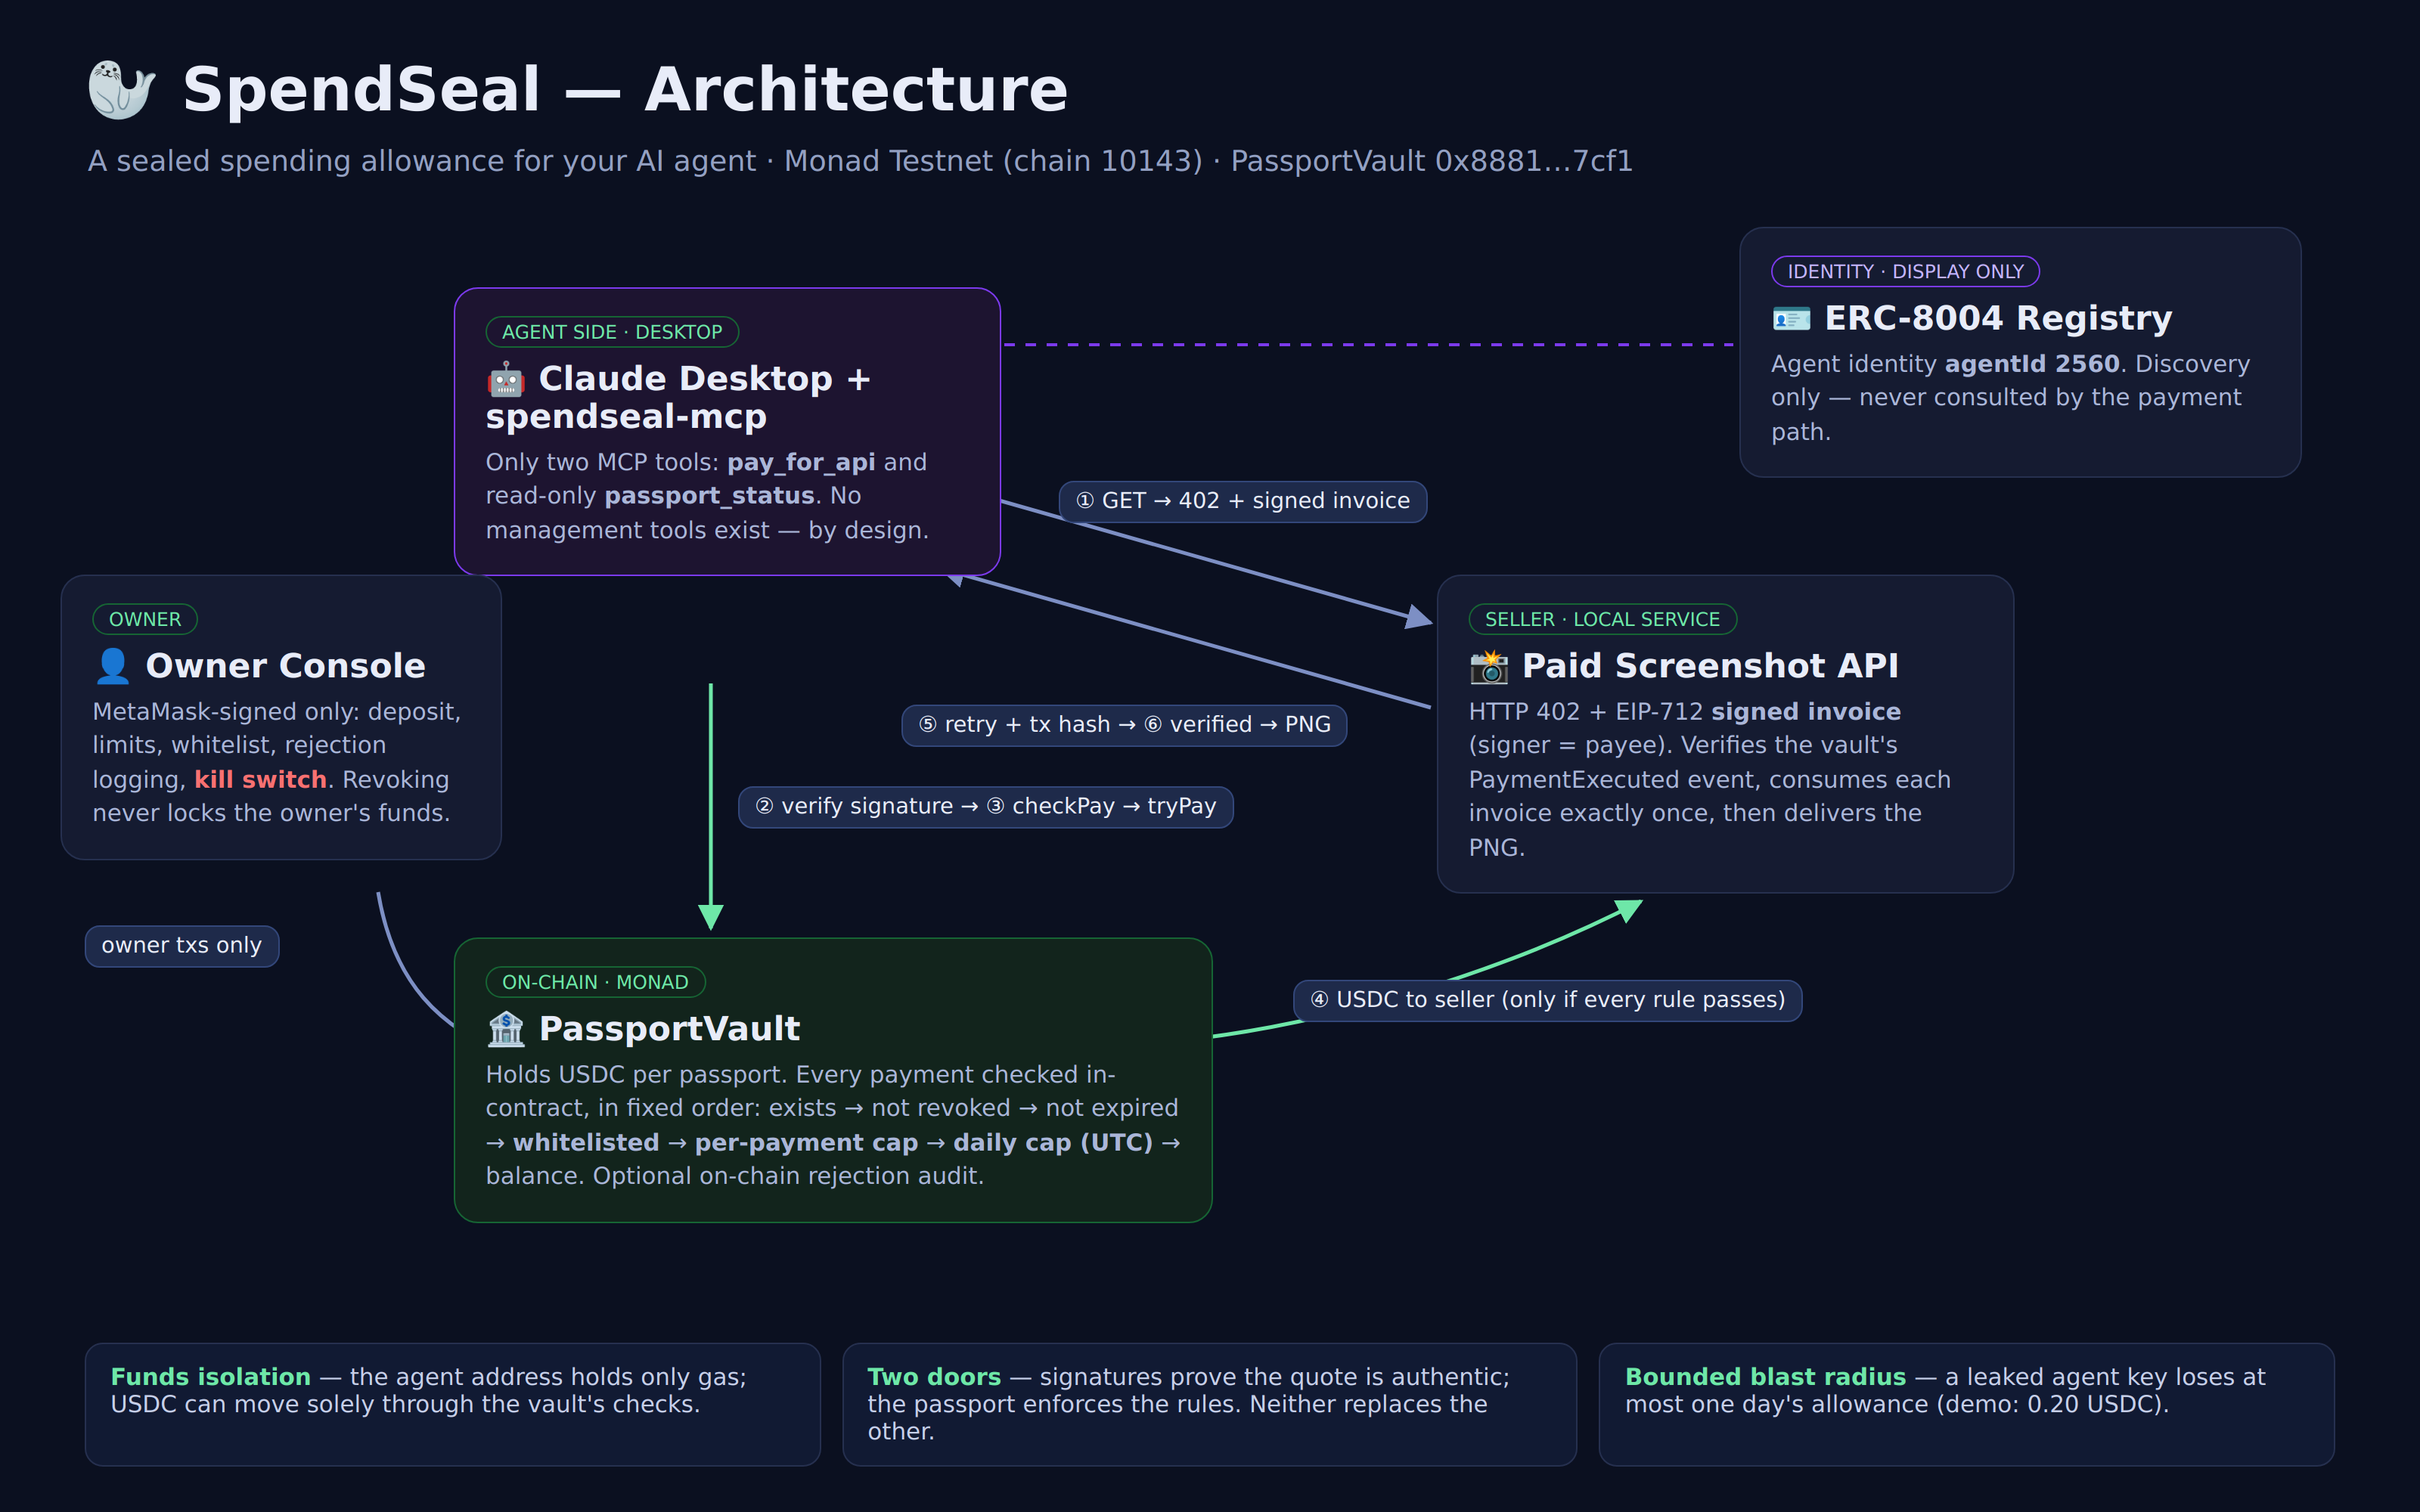 🦭 SpendSeal — Architecture
A sealed spending allowance for your AI agent · Monad Testnet (chain 10143) · PassportVault 0x8881…7cf1
IDENTITY · DISPLAY ONLY
🪪 ERC-8004 Registry
Agent identity agentId 2560. Discovery
only — never consulted by the payment
path.
AGENT SIDE · DESKTOP
🤖 Claude Desktop +
spendseal-mcp
Only two MCP tools: pay_for_api and
read-only passport_status. No
management tools exist — by design.
① GET → 402 + signed invoice
OWNER
👤 Owner Console
MetaMask-signed only: deposit,
limits, whitelist, rejection
logging, kill switch. Revoking
never locks the owner's funds.
SELLER · LOCAL SERVICE
📸 Paid Screenshot API
HTTP 402 + EIP-712 signed invoice
(signer = payee). Verifies the vault's
PaymentExecuted event, consumes each
invoice exactly once, then delivers the
PNG.
⑤ retry + tx hash → ⑥ verified → PNG
② verify signature → ③ checkPay → tryPay
owner txs only
ON-CHAIN · MONAD
🏦 PassportVault
Holds USDC per passport. Every payment checked in-
contract, in fixed order: exists → not revoked → not expired
→ whitelisted → per-payment cap → daily cap (UTC) →
balance. Optional on-chain rejection audit.
④ USDC to seller (only if every rule passes)
Funds isolation — the agent address holds only gas;
USDC can move solely through the vault's checks.
Two doors — signatures prove the quote is authentic;
the passport enforces the rules. Neither replaces the
other.
Bounded blast radius — a leaked agent key loses at
most one day's allowance (demo: 0.20 USDC).